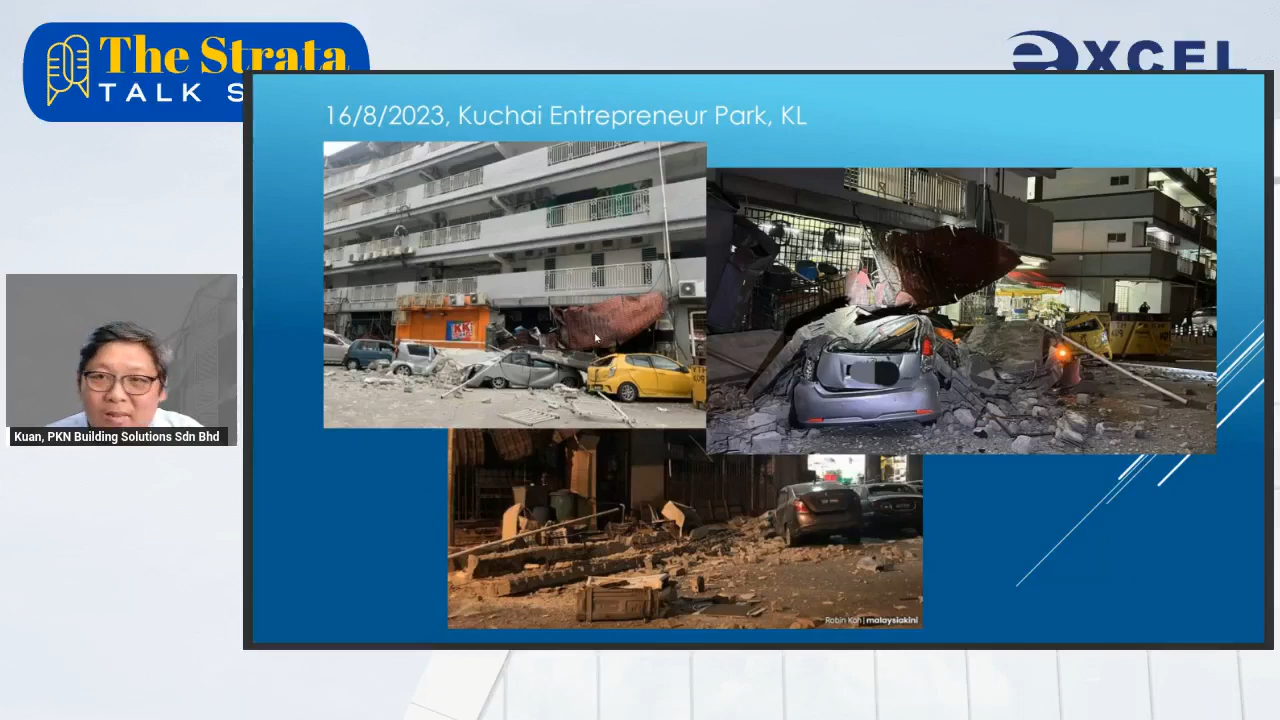 The Strata
TALK S
EXCEL
16/8/2023, Kuchai Entrepreneur Park, KL
KK
Kuan, PKN Building Solutions Sdn Bhd
Robin Koh | malaysiakini